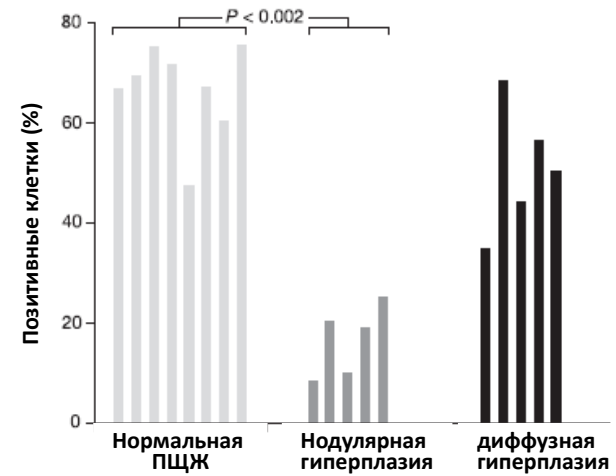 80
P < 0.002
60
40
20
0
Позитивные клетки (%)
Нормальная
ПЩЖ
Нодулярная
гиперплазия
диффузная
гиперплазия